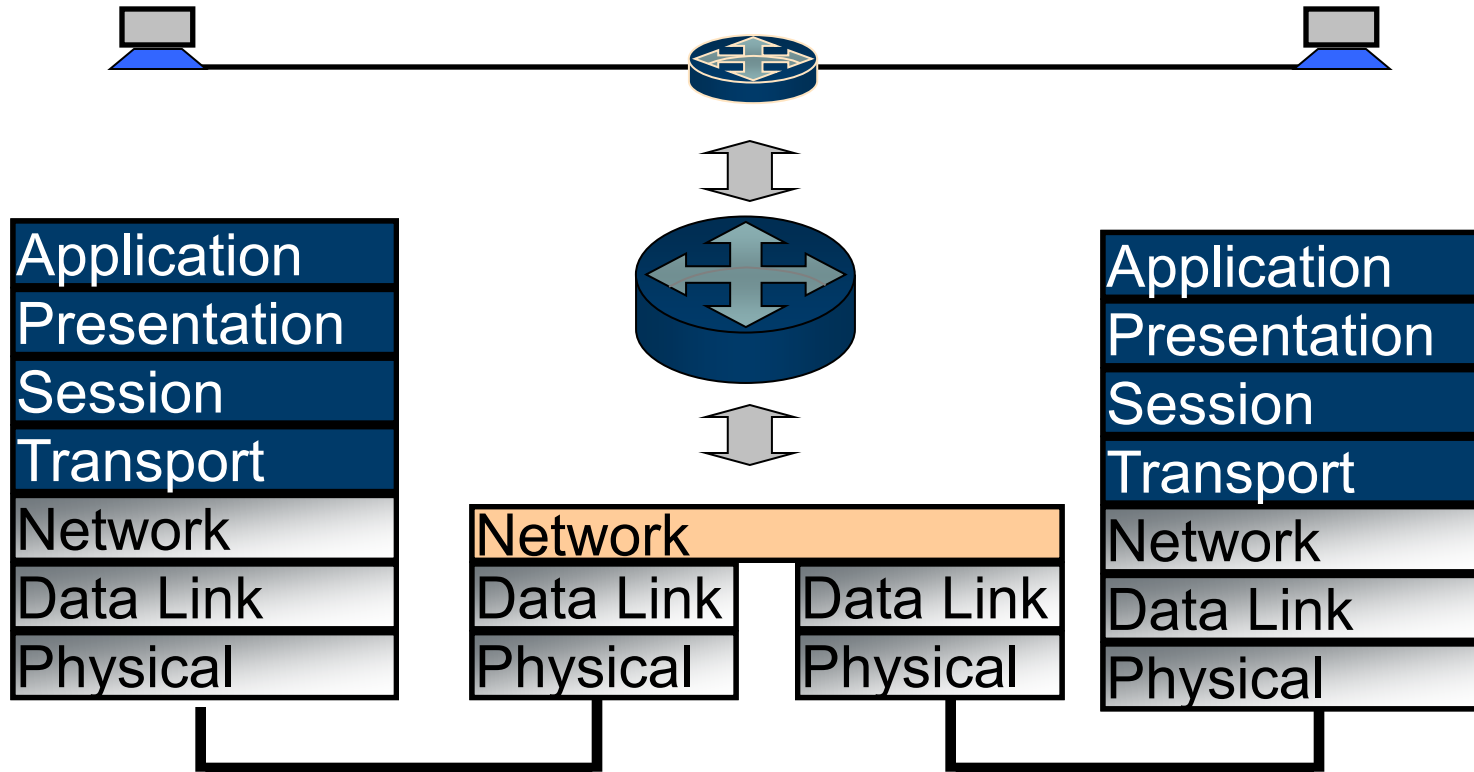 Application
Presentation
Session
Transport
Network
Data Link
Physical
Network
Data Link
Physical
Data Link
Physical
Application
Presentation
Session
Transport
Network
Data Link
Physical